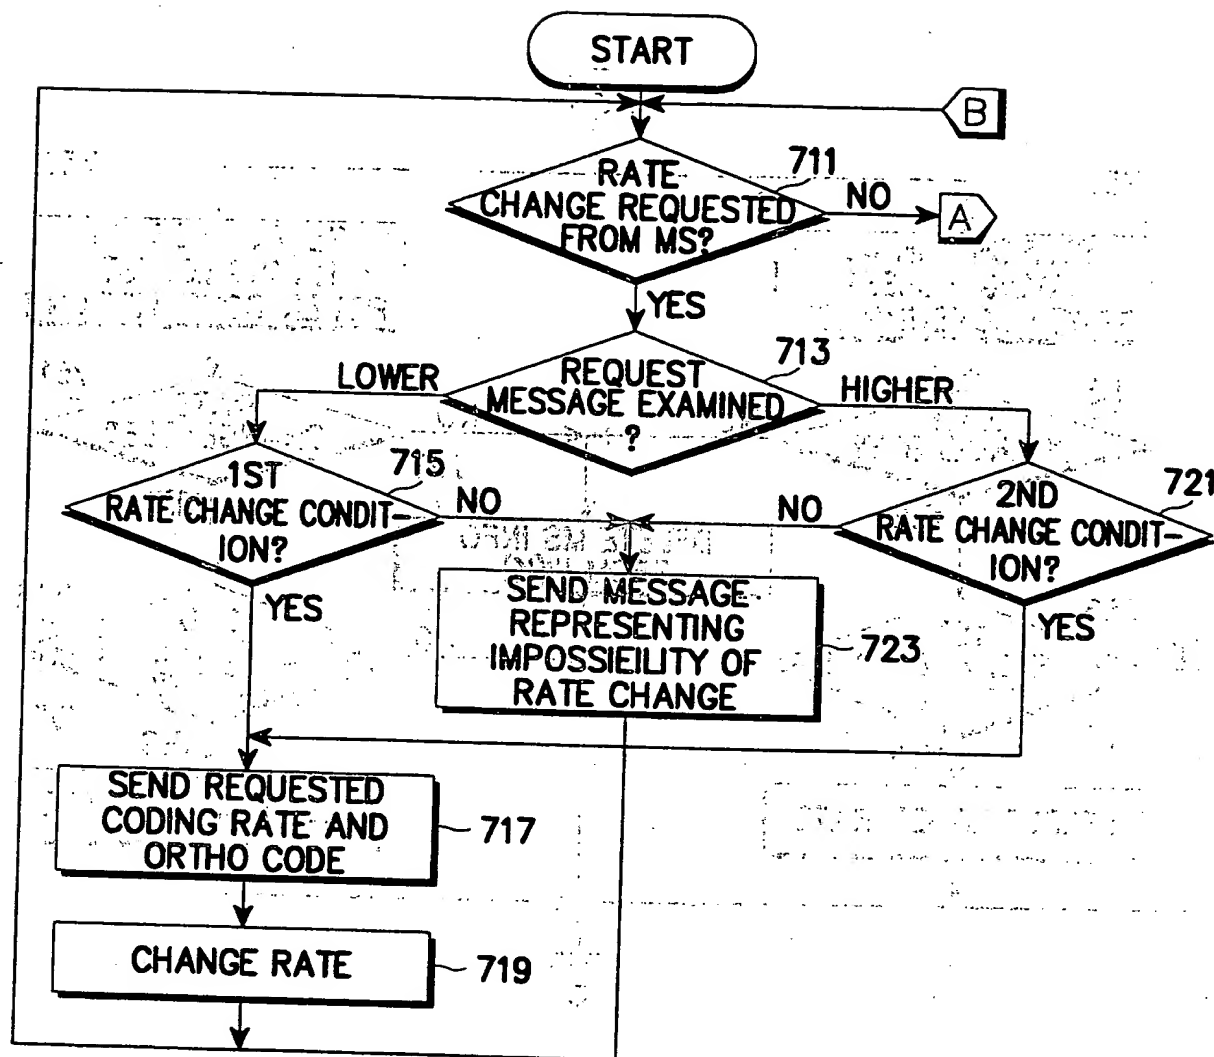 START
B
RATE
CHANGE REQUESTED
FROM MS?
711
NO
A
YES
REQUEST
MESSAGE EXAMINED
?
713
LOWER
HIGHER
1ST
RATE CHANGE CONDIT-
ION?
715
NO
YES
2ND
RATE CHANGE CONDIT-
ION?
721
NO
YES
SEND MESSAGE
REPRESENTING
IMPOSSIEILITY OF
RATE CHANGE
723
SEND REQUESTED
CODING RATE AND
ORTHO CODE
717
CHANGE RATE
719